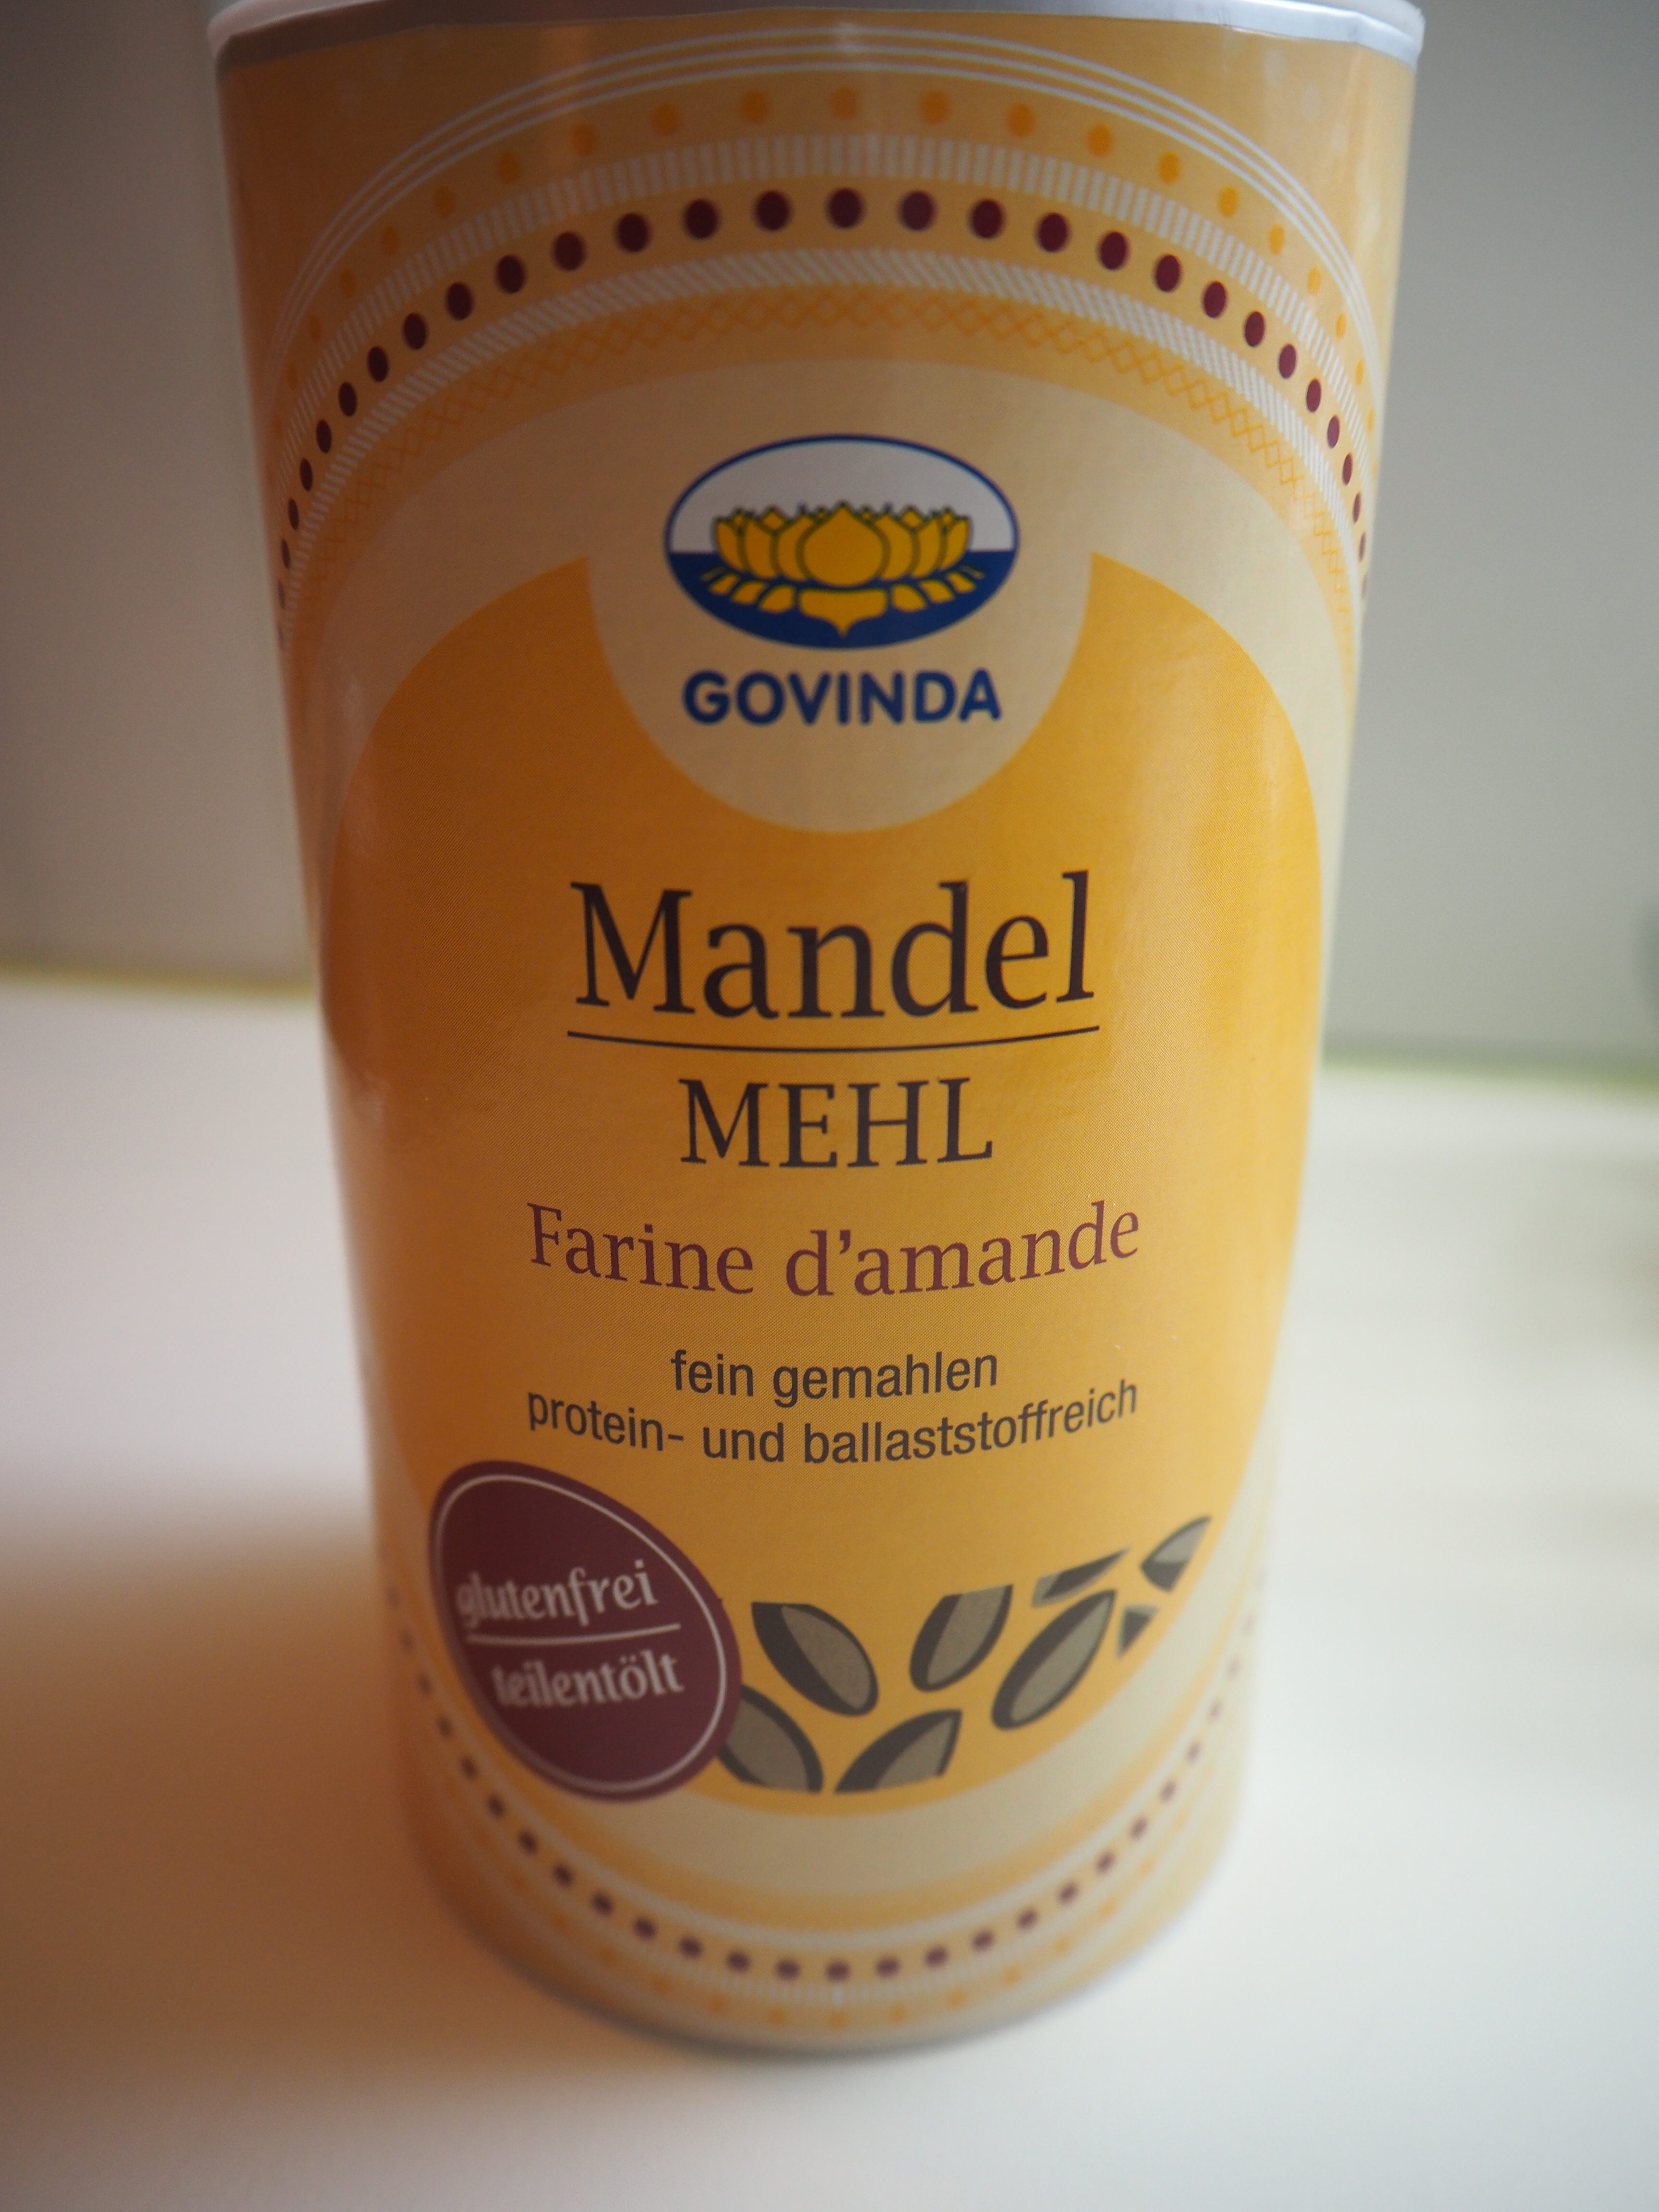 GOVINDA
Mandel
MEHL
Farine d'amande
fein gemahlen
protein- und ballaststoffreich
glutenfrei
teilentölt